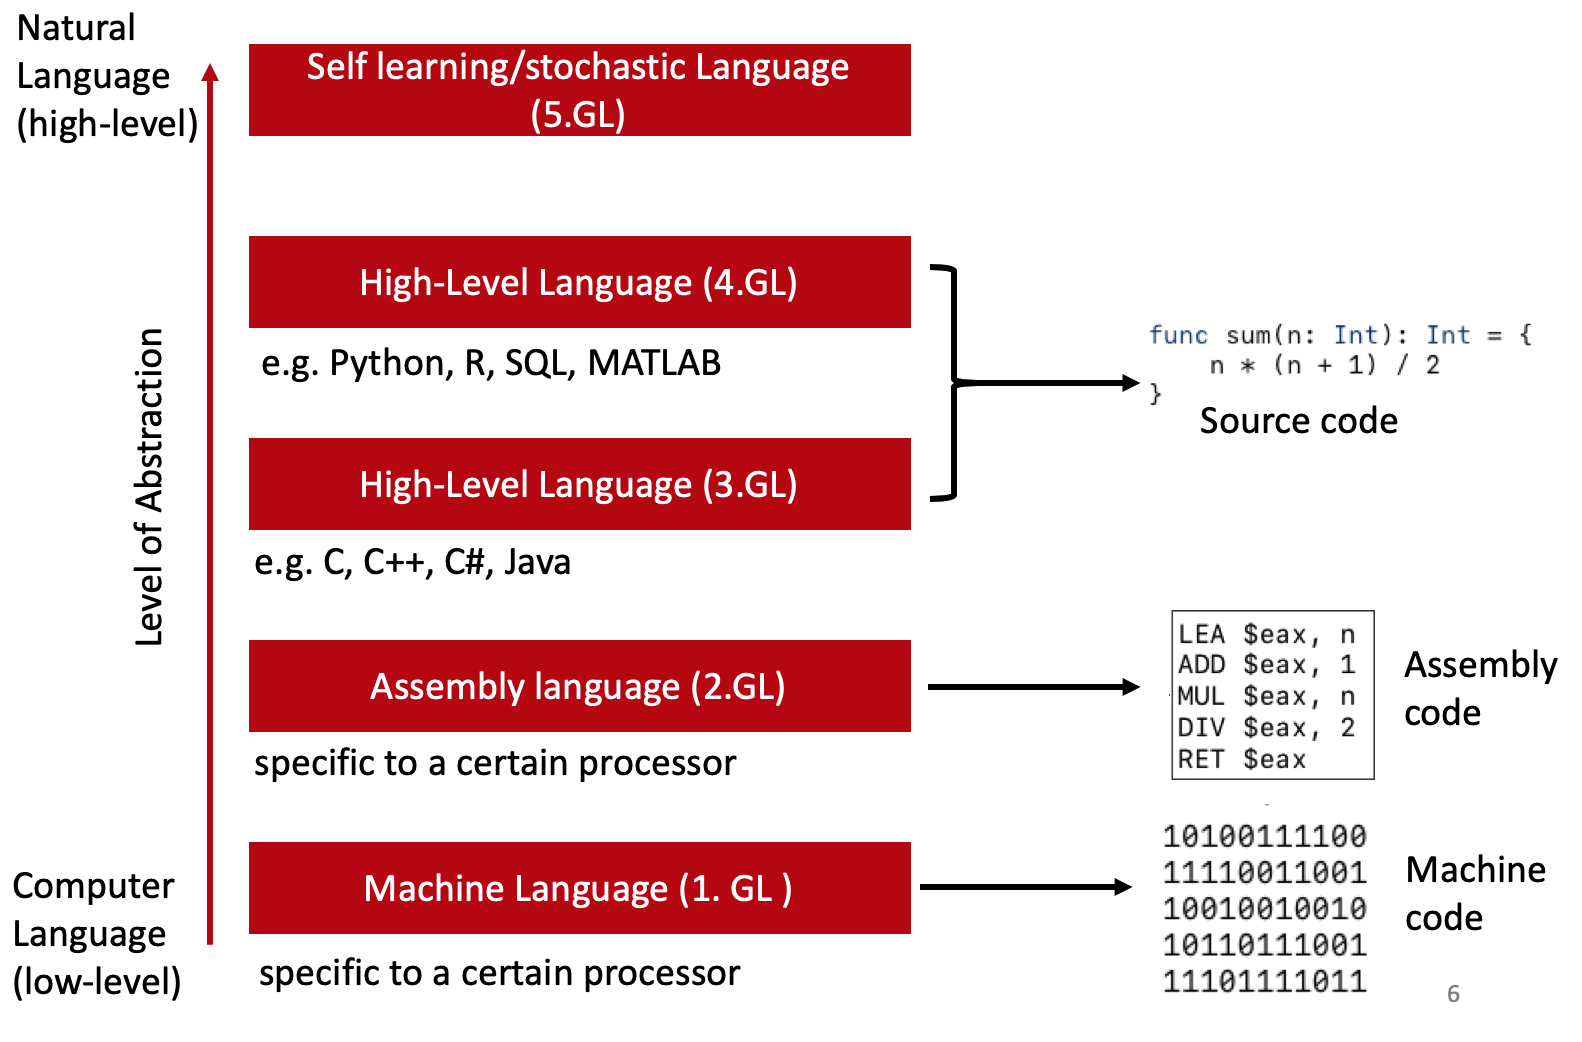 Natural
Language
(high-level)
Self learning/stochastic Language
(5.GL)
High-Level Language (4.GL)
e.g. Python, R, SQL, MATLAB
func sum(n: Int): Int = {
n * (n + 1) / 2
}
Source code
Level of Abstraction
High-Level Language (3.GL)
e.g. C, C++, C#, Java
Assembly language (2.GL)
specific to a certain processor
LEA $eax, n
ADD $eax, 1
MUL $eax, n
DIV $eax, 2
RET $eax
Assembly
code
Computer
Language
(low-level)
Machine Language (1. GL )
specific to a certain processor
10100111100
11110011001
10010010010
10110111001
11101111011
Machine
code
6